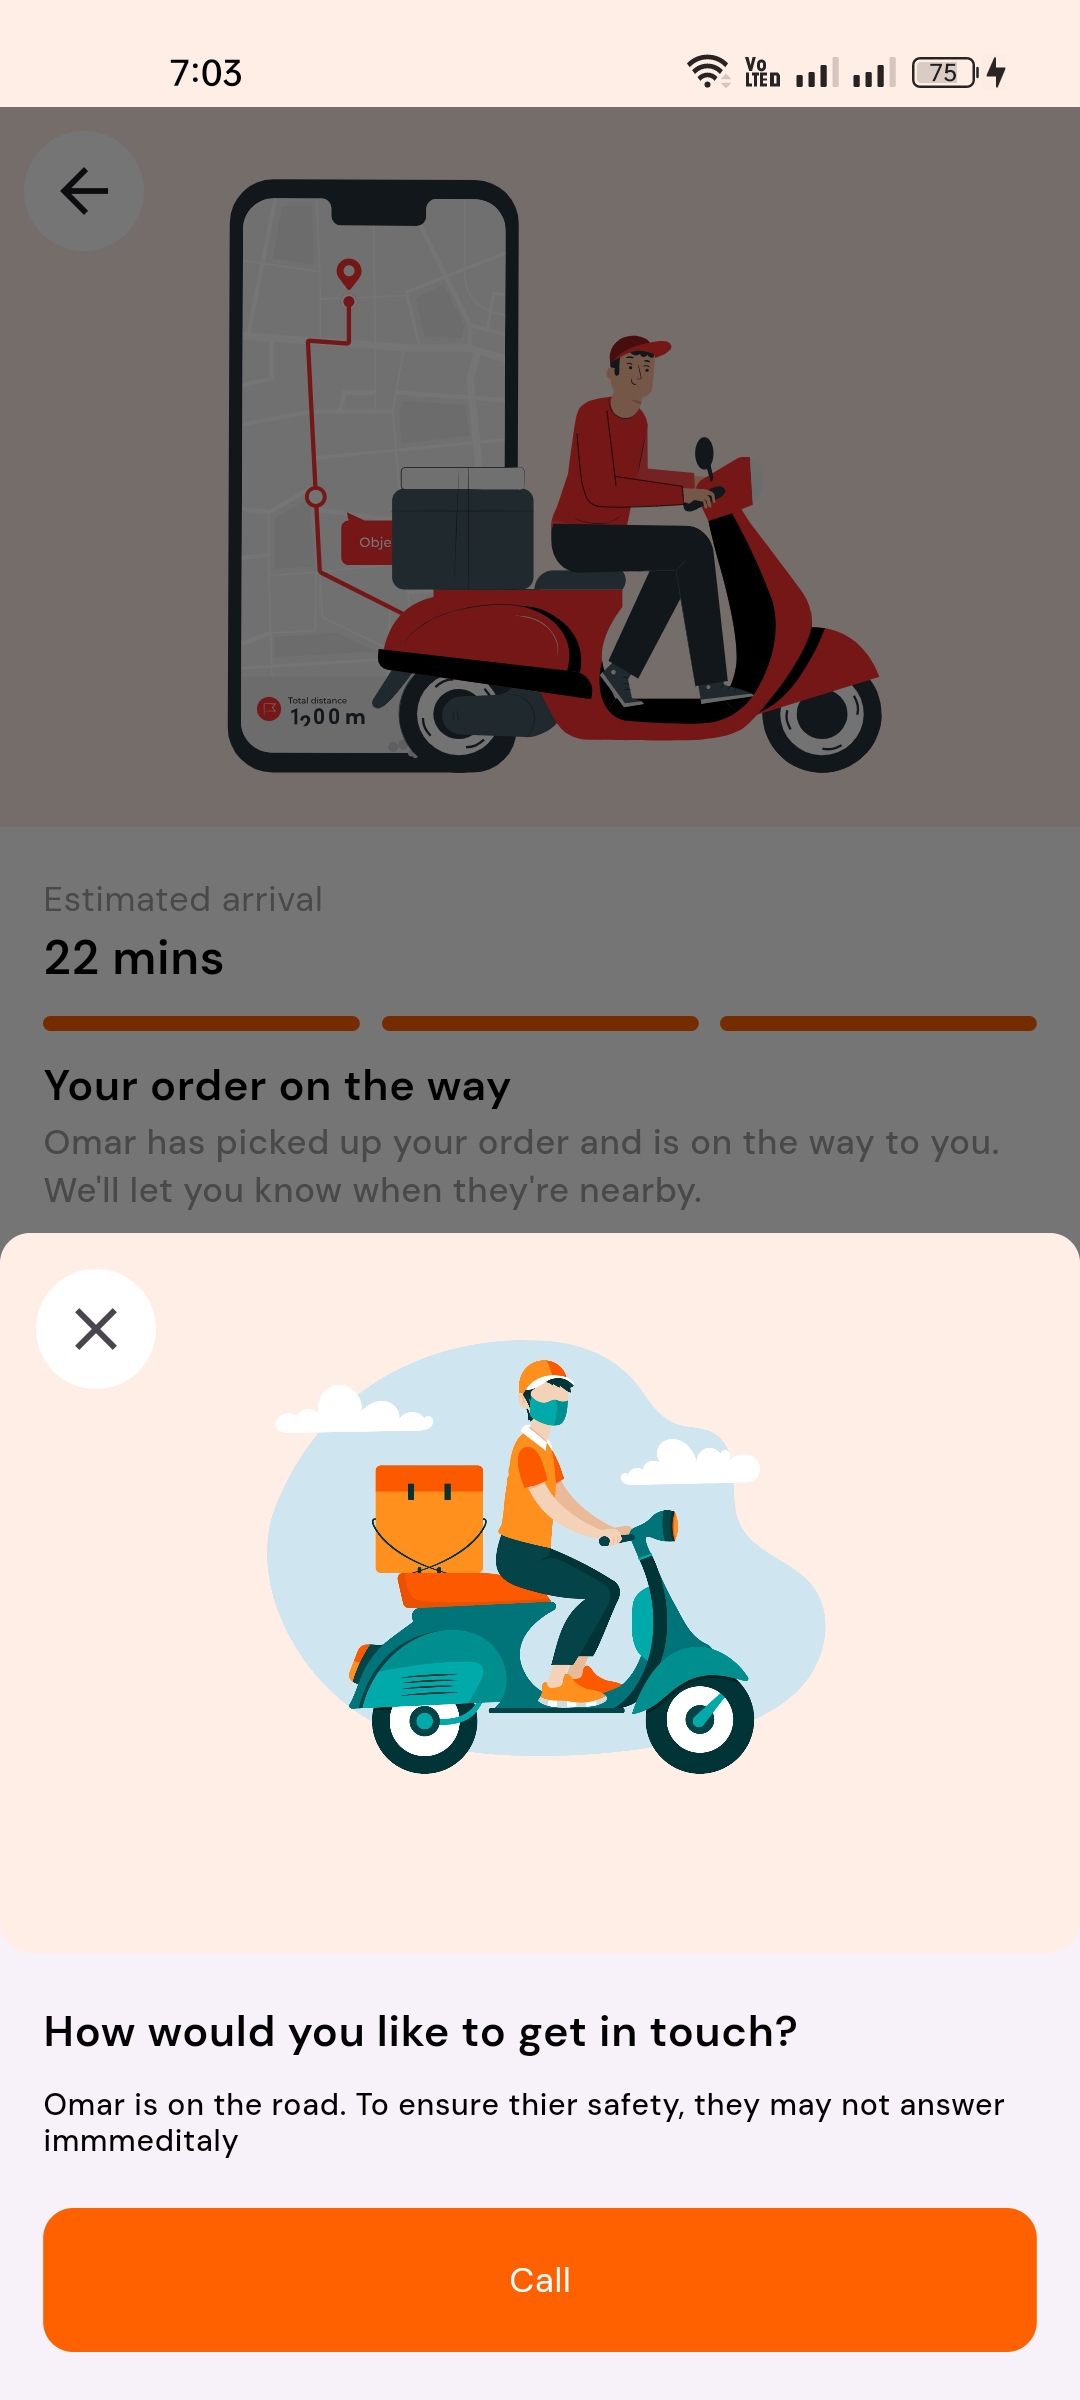 7:03
Vo
LTE
75
Obje
Total distance
m
Estimated arrival
22 mins
Your order on the way
Omar has picked up your order and is on the way to you.
We'll let you know when they're nearby.
How would you like to get in touch?
Omar is on the road. To ensure thier safety, they may not answer
immmeditaly
Call